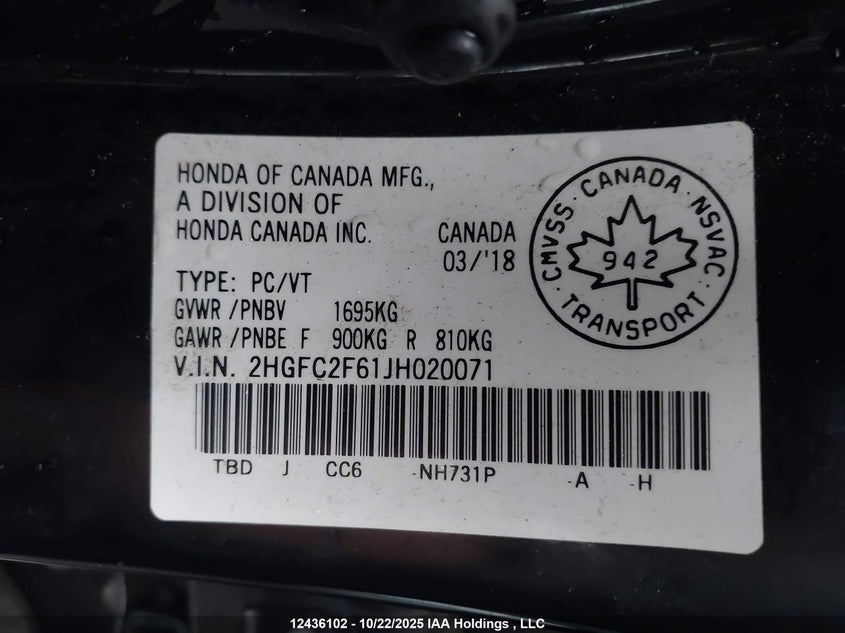 HONDA OF CANADA MFG.,
A DIVISION OF
HONDA CANADA INC. CANADA
03/'18
TYPE: PC/VT
GVWR /PNBV 1695KG
GAWR /PNBE F 900KG R 810KG
V.I.N. 2HGFC2F61JH020071
TBD J CC6 -NH731P -A -H
CMVSS · CANADA · NSVAC · TRANSPORT ·
942
12436102 - 10/22/2025 IAA Holdings , LLC